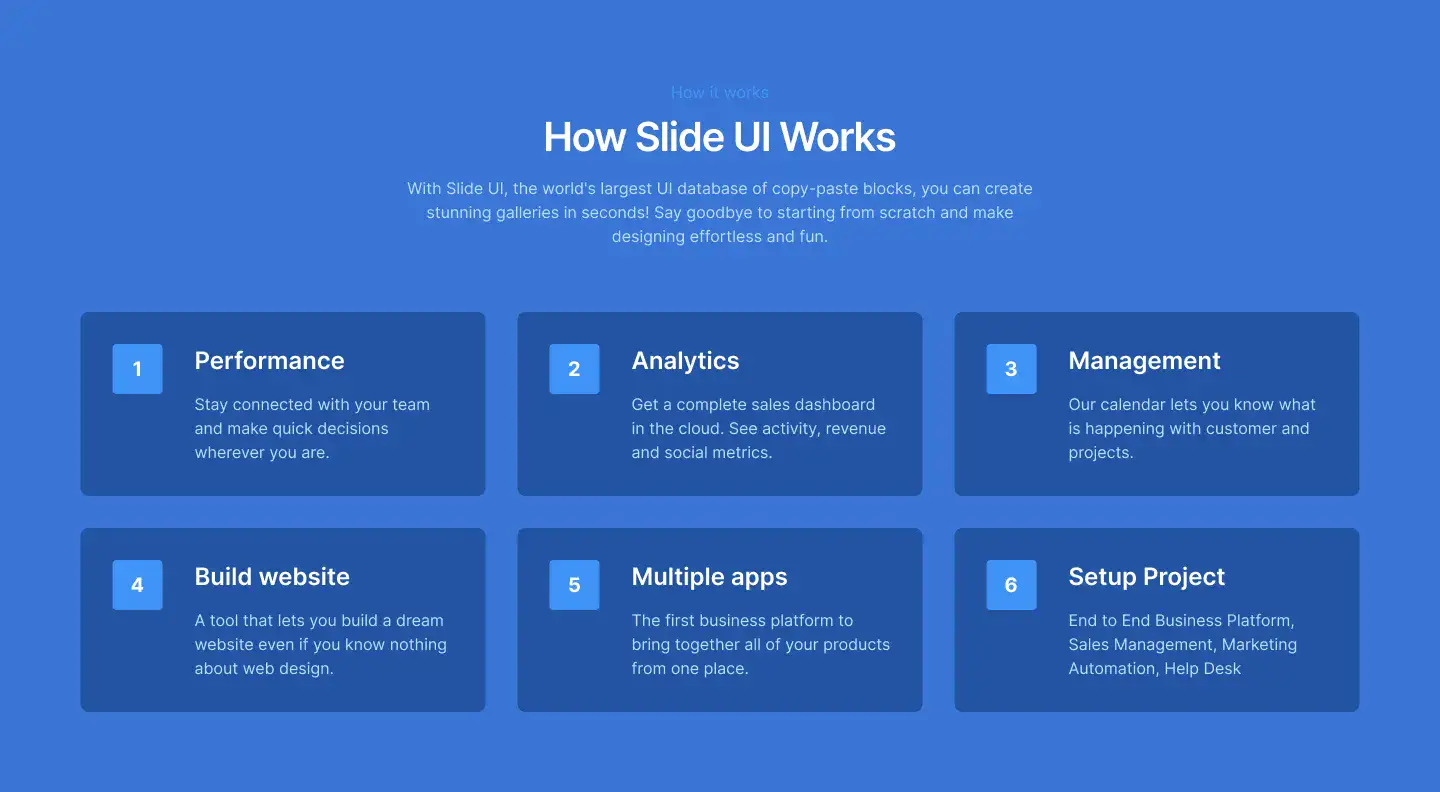 How it works
How Slide UI Works
With Slide UI, the world's largest UI database of copy-paste blocks, you can create
stunning galleries in seconds! Say goodbye to starting from scratch and make
designing effortless and fun.
1
Performance
Stay connected with your team
and make quick decisions
wherever you are.
2
Analytics
Get a complete sales dashboard
in the cloud. See activity, revenue
and social metrics.
3
Management
Our calendar lets you know what
is happening with customer and
projects.
4
Build website
A tool that lets you build a dream
website even if you know nothing
about web design.
5
Multiple apps
The first business platform to
bring together all of your products
from one place.
6
Setup Project
End to End Business Platform,
Sales Management, Marketing
Automation, Help Desk